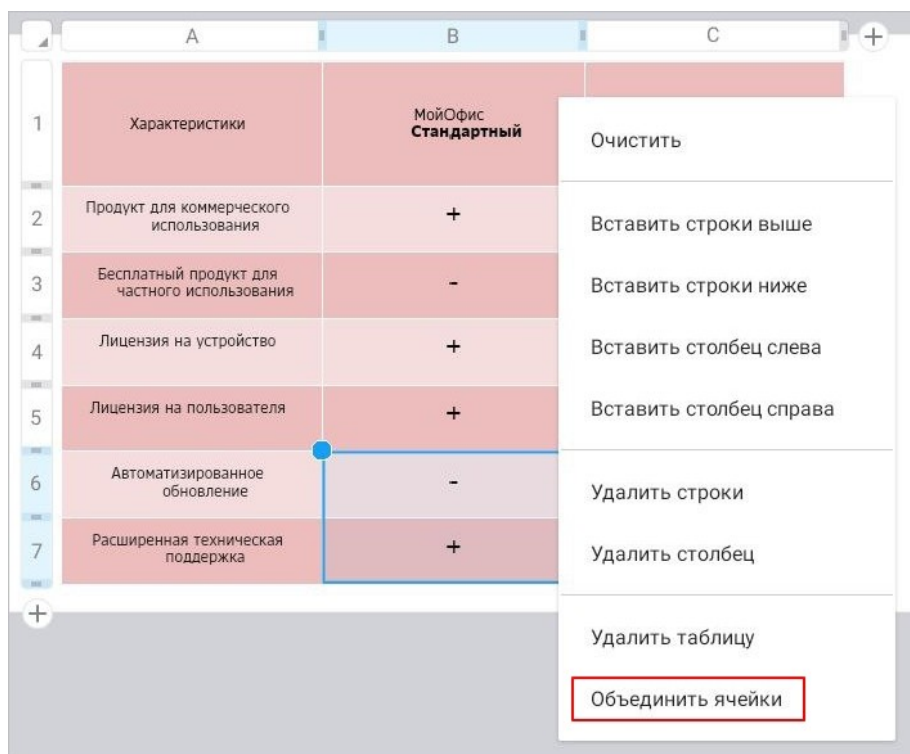 A B C
1
Характеристики
МойОфис
Стандартный
2
Продукт для коммерческого
использования
+
3
Бесплатный продукт для
частного использования
-
4
Лицензия на устройство
+
5
Лицензия на пользователя
+
6
Автоматизированное
обновление
-
7
Расширенная техническая
поддержка
+
Очистить
Вставить строки выше
Вставить строки ниже
Вставить столбец слева
Вставить столбец справа
Удалить строки
Удалить столбец
Удалить таблицу
Объединить ячейки